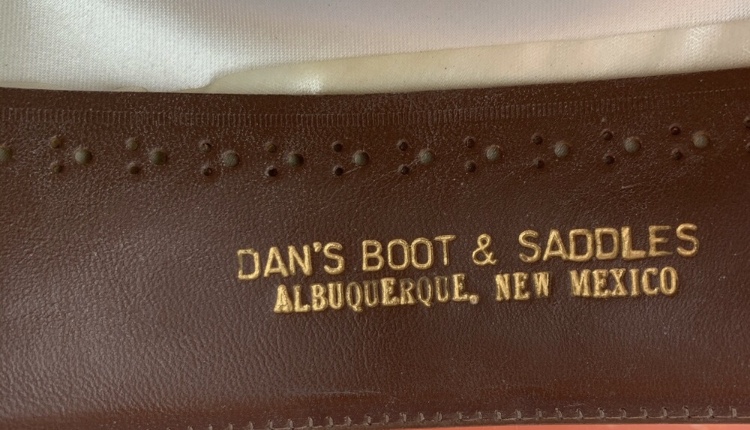 DAN'S BOOT & SADDLES
ALBUQUERQUE, NEW MEXICO